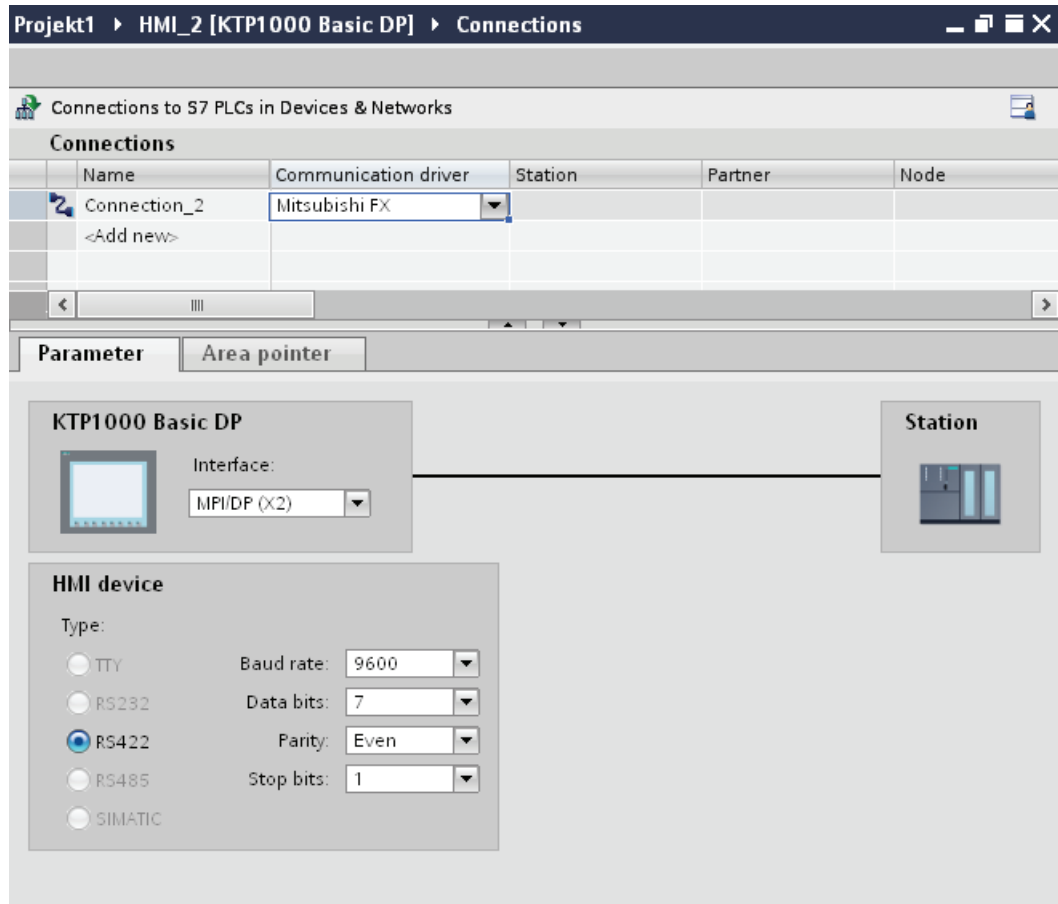 Projekt1 ‣ HMI_2 [KTP1000 Basic DP] ‣ Connections
Connections to S7 PLCs in Devices & Networks
Connections
Name Communication driver Station Partner Node
Connection_2 Mitsubishi FX
<Add new>
Parameter Area pointer
KTP1000 Basic DP
Interface:
MPI/DP (X2)
Station
HMI device
Type:
TTY Baud rate: 9600
RS232 Data bits: 7
RS422 Parity: Even
RS485 Stop bits: 1
SIMATIC